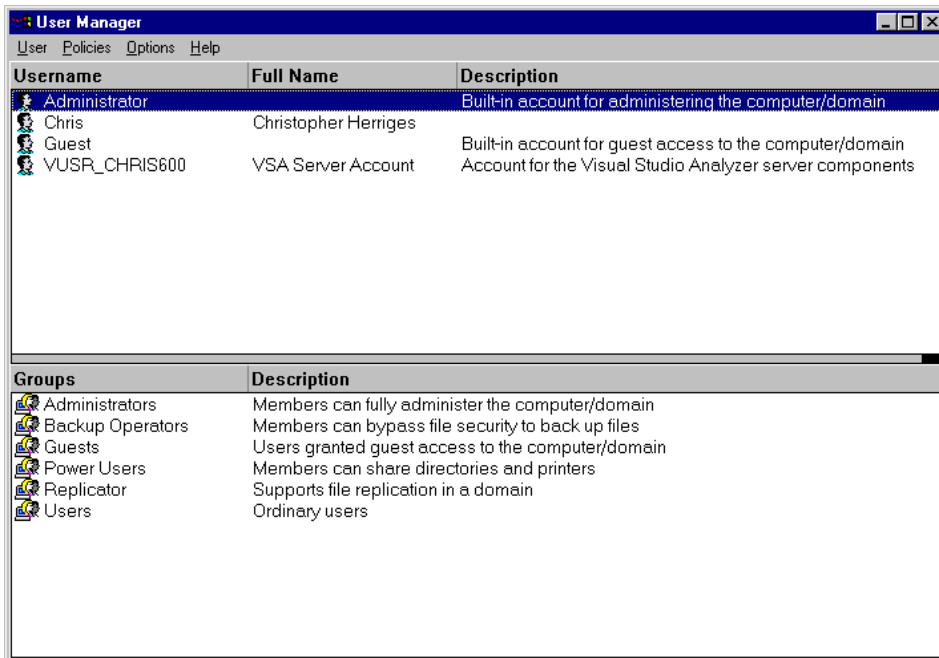 User Manager
User Policies Options Help
Username Full Name Description
Administrator Built-in account for administering the computer/domain
Chris Christopher Herriges
Guest Built-in account for guest access to the computer/domain
VUSR_CHRIS600 VSA Server Account Account for the Visual Studio Analyzer server components
Groups Description
Administrators Members can fully administer the computer/domain
Backup Operators Members can bypass file security to back up files
Guests Users granted guest access to the computer/domain
Power Users Members can share directories and printers
Replicator Supports file replication in a domain
Users Ordinary users